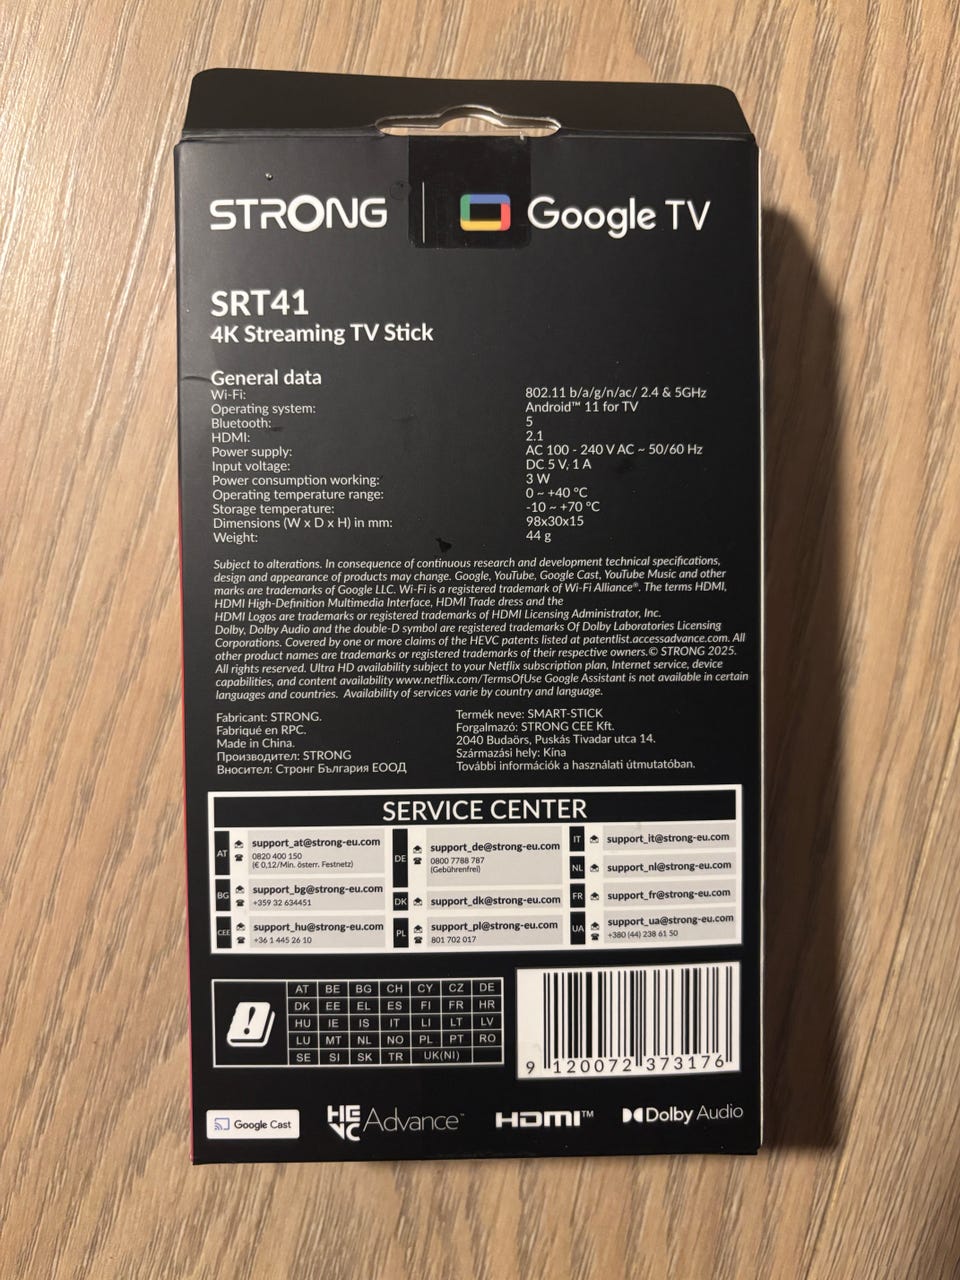 STRONG
Google TV
SRT41
4K Streaming TV Stick
General data
Wi-Fi: 802.11 b/a/g/n/ac/ 2.4 & 5GHz
Operating system: Android™ 11 for TV
Bluetooth: 5
HDMI: 2.1
Power supply: AC 100 - 240 V AC ~ 50/60 Hz
Input voltage: DC 5 V, 1 A
Power consumption working: 3 W
Operating temperature range: 0 ~ +40 °C
Storage temperature: -10 ~ +70 °C
Dimensions (W x D x H) in mm: 98x30x15
Weight: 44 g
Subject to alterations. In consequence of continuous research and development technical specifications,
design and appearance of products may change. Google, YouTube, Google Cast, YouTube Music and other
marks are trademarks of Google LLC. Wi-Fi is a registered trademark of Wi-Fi Alliance®. The terms HDMI,
HDMI High-Definition Multimedia Interface, HDMI Trade dress and the
HDMI Logos are trademarks or registered trademarks of HDMI Licensing Administrator, Inc.
Dolby, Dolby Audio and the double-D symbol are registered trademarks Of Dolby Laboratories Licensing
Corporations. Covered by one or more claims of the HEVC patents listed at patentlist.accessadvance.com. All
other product names are trademarks or registered trademarks of their respective owners.© STRONG 2025.
All rights reserved. Ultra HD availability subject to your Netflix subscription plan, Internet service, device
capabilities, and content availability www.netflix.com/TermsOfUse Google Assistant is not available in certain
languages and countries. Availability of services varie by country and language.
Fabricant: STRONG.
Fabriqué en RPC.
Made in China.
Производител: STRONG
Вносител: Стронг България ЕООД
Termék neve: SMART-STICK
Forgalmazó: STRONG CEE Kft.
2040 Budaörs, Puskás Tivadar utca 14.
Származási hely: Kína
További információk a használati útmutatóban.
SERVICE CENTER
AT support_at@strong-eu.com
0820 400 150
(€ 0,12/Min. österr. Festnetz)
BG support_bg@strong-eu.com
+359 32 634451
CEE support_hu@strong-eu.com
+36 1 445 26 10
DE support_de@strong-eu.com
0800 7788 787
(Gebührenfrei)
DK support_dk@strong-eu.com
PL support_pl@strong-eu.com
801 702 017
IT support_it@strong-eu.com
NL support_nl@strong-eu.com
FR support_fr@strong-eu.com
UA support_ua@strong-eu.com
+380 (44) 238 61 50
AT BE BG CH CY CZ DE
DK EE EL ES FI FR HR
HU IE IS IT LI LT LV
LU MT NL NO PL PT RO
SE SI SK TR UK(NI)
9 120072 373176
Google Cast
HEVC Advance™
HDMI™
Dolby Audio